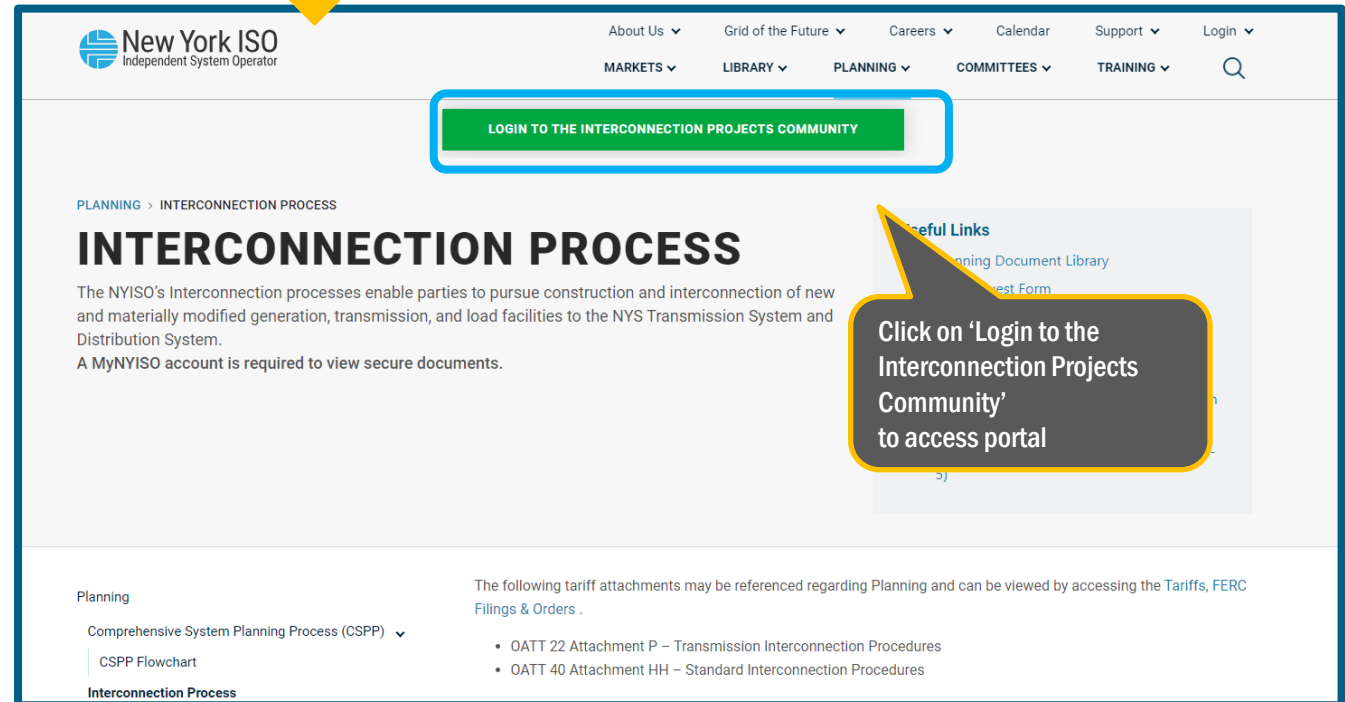 New York ISO
Independent System Operator
About Us
Grid of the Future
Careers
Calendar
Support
Login
MARKETS
LIBRARY
PLANNING
COMMITTEES
TRAINING
LOGIN TO THE INTERCONNECTION PROJECTS COMMUNITY
PLANNING > INTERCONNECTION PROCESS
INTERCONNECTION PROCESS
The NYISO's Interconnection processes enable parties to pursue construction and interconnection of new
and materially modified generation, transmission, and load facilities to the NYS Transmission System and
Distribution System.
A MyNYISO account is required to view secure documents.
Links
Document Library
Form
5)
Click on ‘Login to the
Interconnection Projects
Community’
to access portal
Planning
Comprehensive System Planning Process (CSPP)
CSPP Flowchart
Interconnection Process
The following tariff attachments may be referenced regarding Planning and can be viewed by accessing the Tariffs, FERC
Filings & Orders .
• OATT 22 Attachment P – Transmission Interconnection Procedures
• OATT 40 Attachment HH – Standard Interconnection Procedures